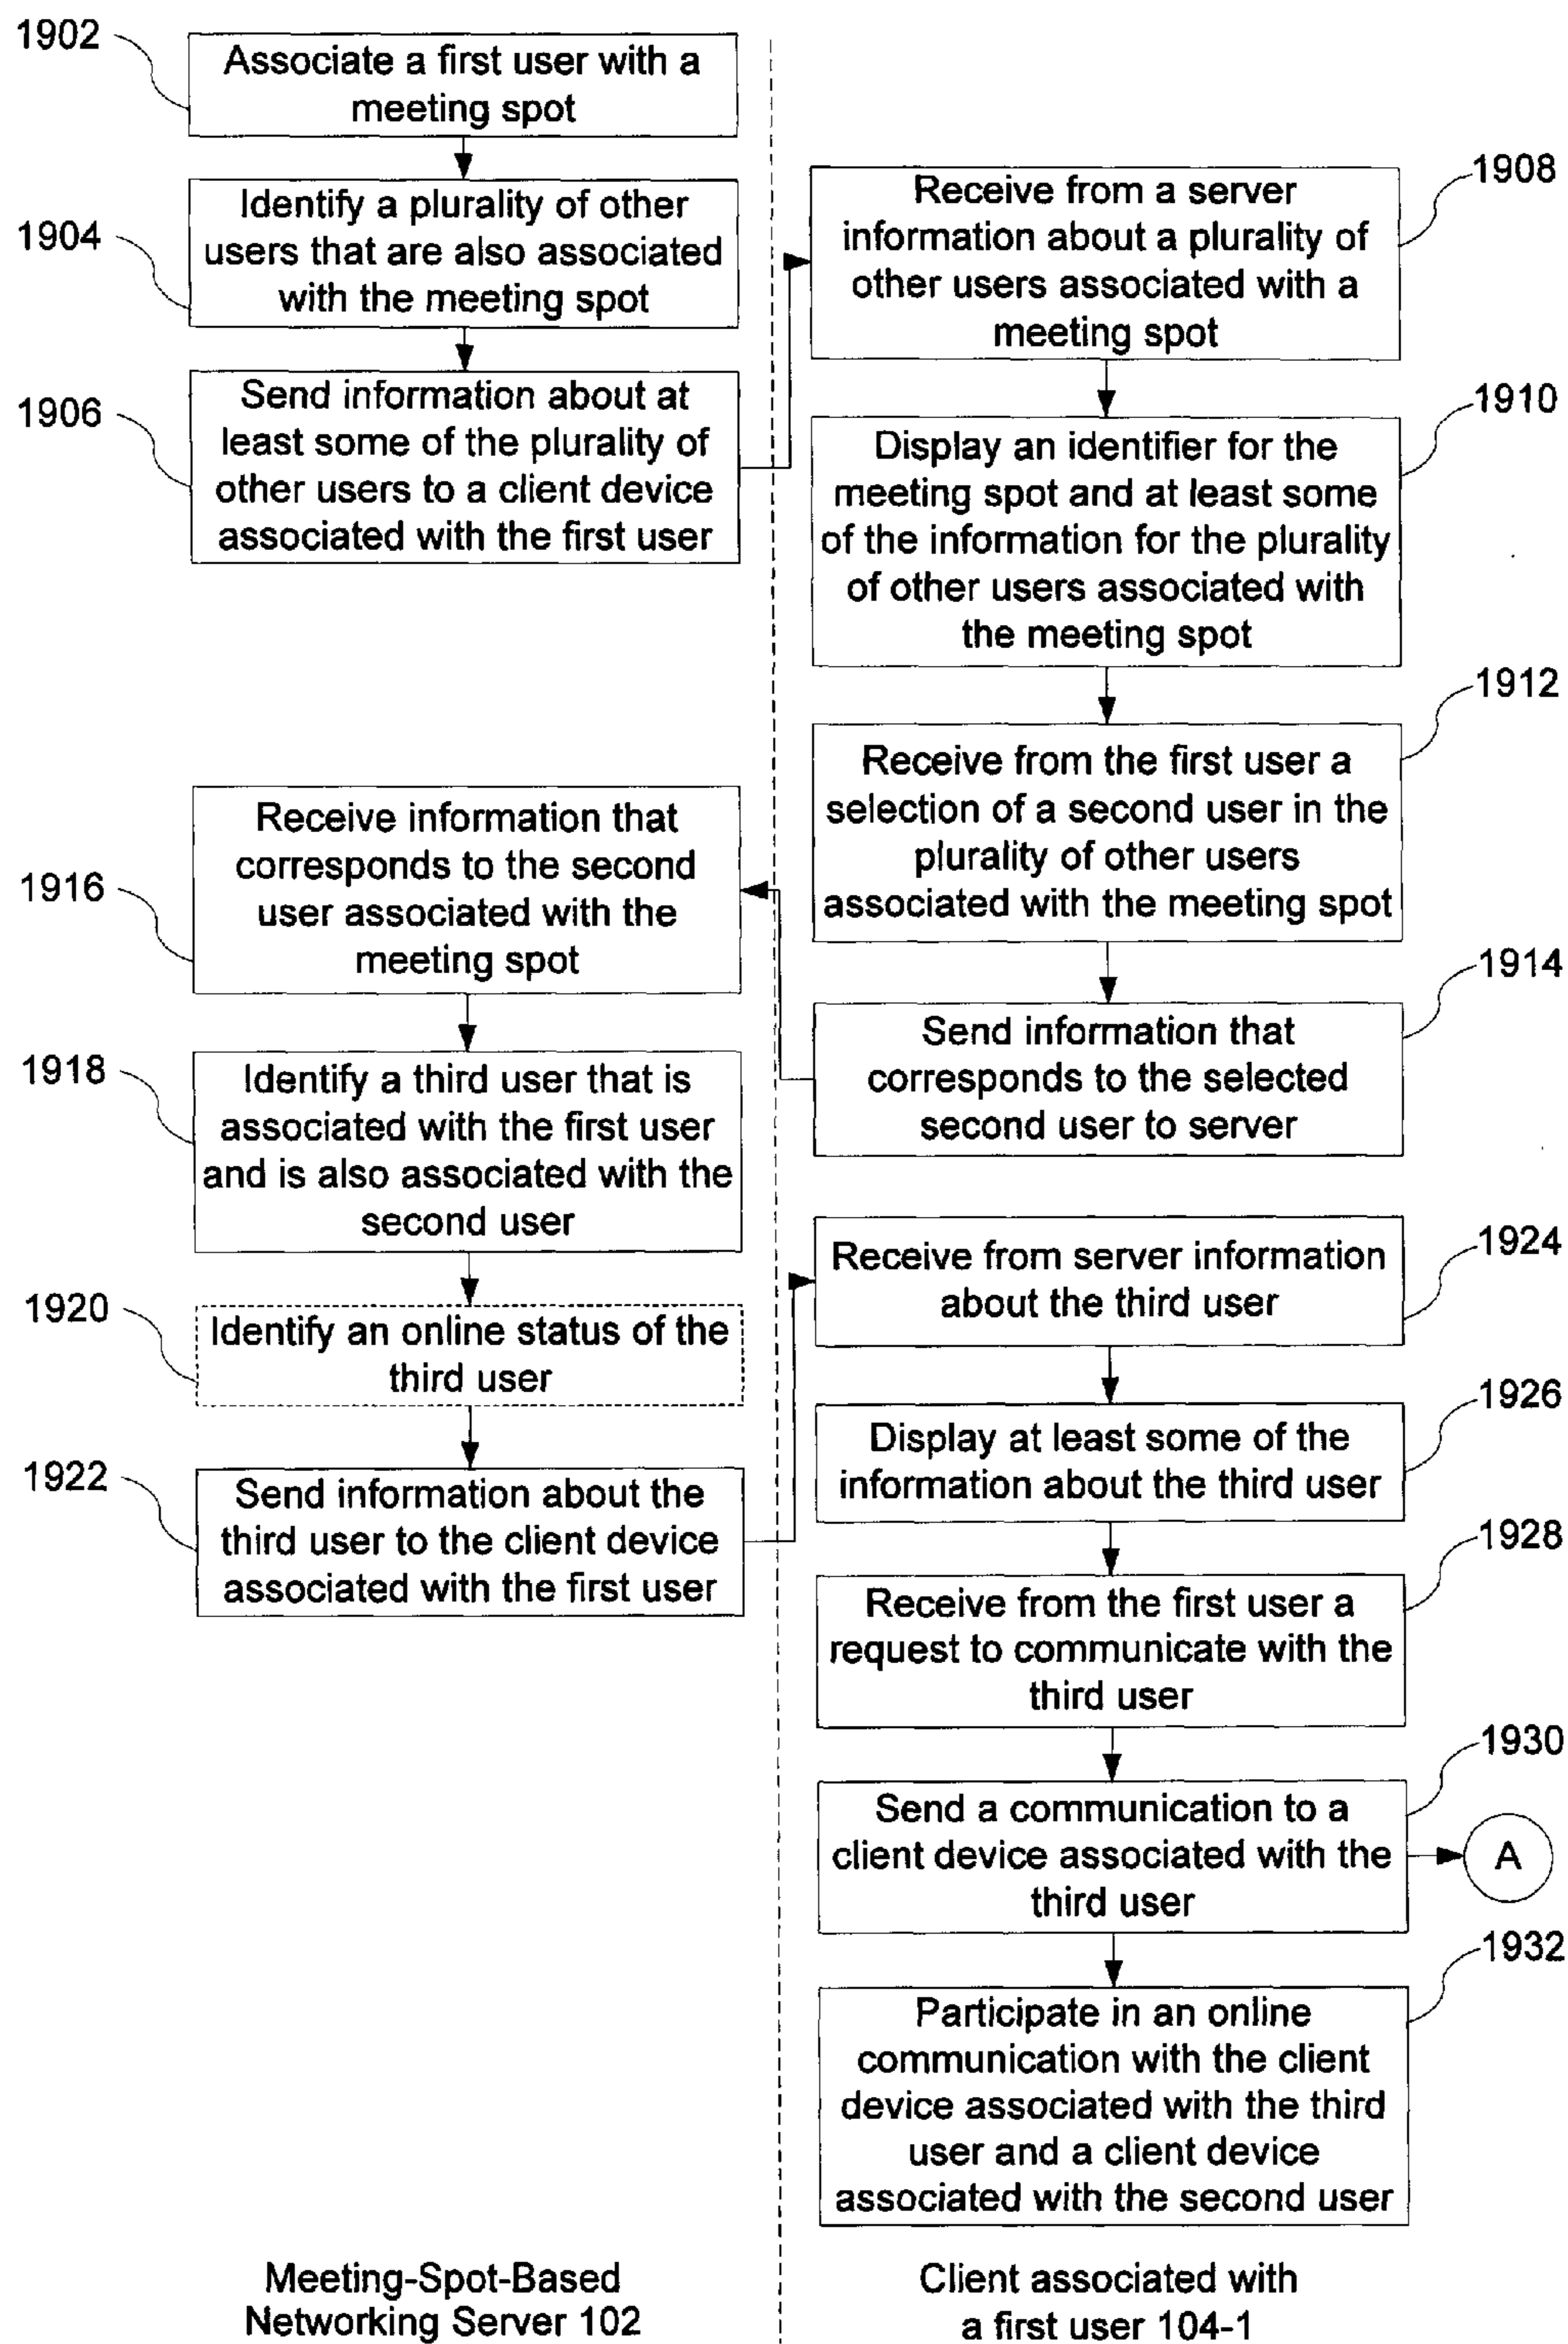 1902
Associate a first user with a
meeting spot
1904
Identify a plurality of other
users that are also associated
with the meeting spot
1906
Send information about at
least some of the plurality of
other users to a client device
associated with the first user
1908
Receive from a server
information about a plurality of
other users associated with a
meeting spot
1910
Display an identifier for the
meeting spot and at least some
of the information for the plurality
of other users associated with
the meeting spot
1912
Receive from the first user a
selection of a second user in the
plurality of other users
associated with the meeting spot
1914
Send information that
corresponds to the selected
second user to server
1916
Receive information that
corresponds to the second
user associated with the
meeting spot
1918
Identify a third user that is
associated with the first user
and is also associated with the
second user
1920
Identify an online status of the
third user
1922
Send information about the
third user to the client device
associated with the first user
1924
Receive from server information
about the third user
1926
Display at least some of the
information about the third user
1928
Receive from the first user a
request to communicate with the
third user
1930
Send a communication to a
client device associated with the
third user
A
1932
Participate in an online
communication with the client
device associated with the third
user and a client device
associated with the second user
Meeting-Spot-Based
Networking Server 102
Client associated with
a first user 104-1